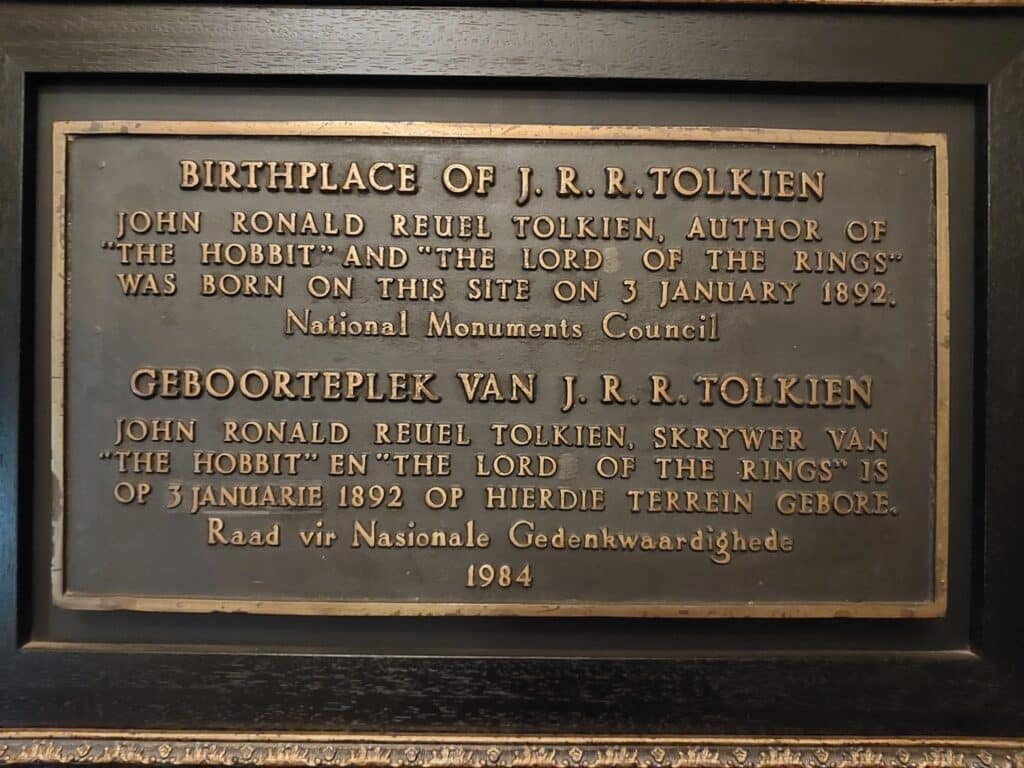 BIRTHPLACE OF J. R. R. TOLKIEN
JOHN RONALD REUEL TOLKIEN, AUTHOR OF
"THE HOBBIT" AND "THE LORD OF THE RINGS"
WAS BORN ON THIS SITE ON 3 JANUARY 1892.
National Monuments Council
GEBOORTEPLEK VAN J. R. R. TOLKIEN
JOHN RONALD REUEL TOLKIEN, SKRYWER VAN
"THE HOBBIT" EN "THE LORD OF THE RINGS" IS
OP 3 JANUARIE 1892 OP HIERDIE TERREIN GEBORE.
Raad vir Nasionale Gedenkwaardighede
1984